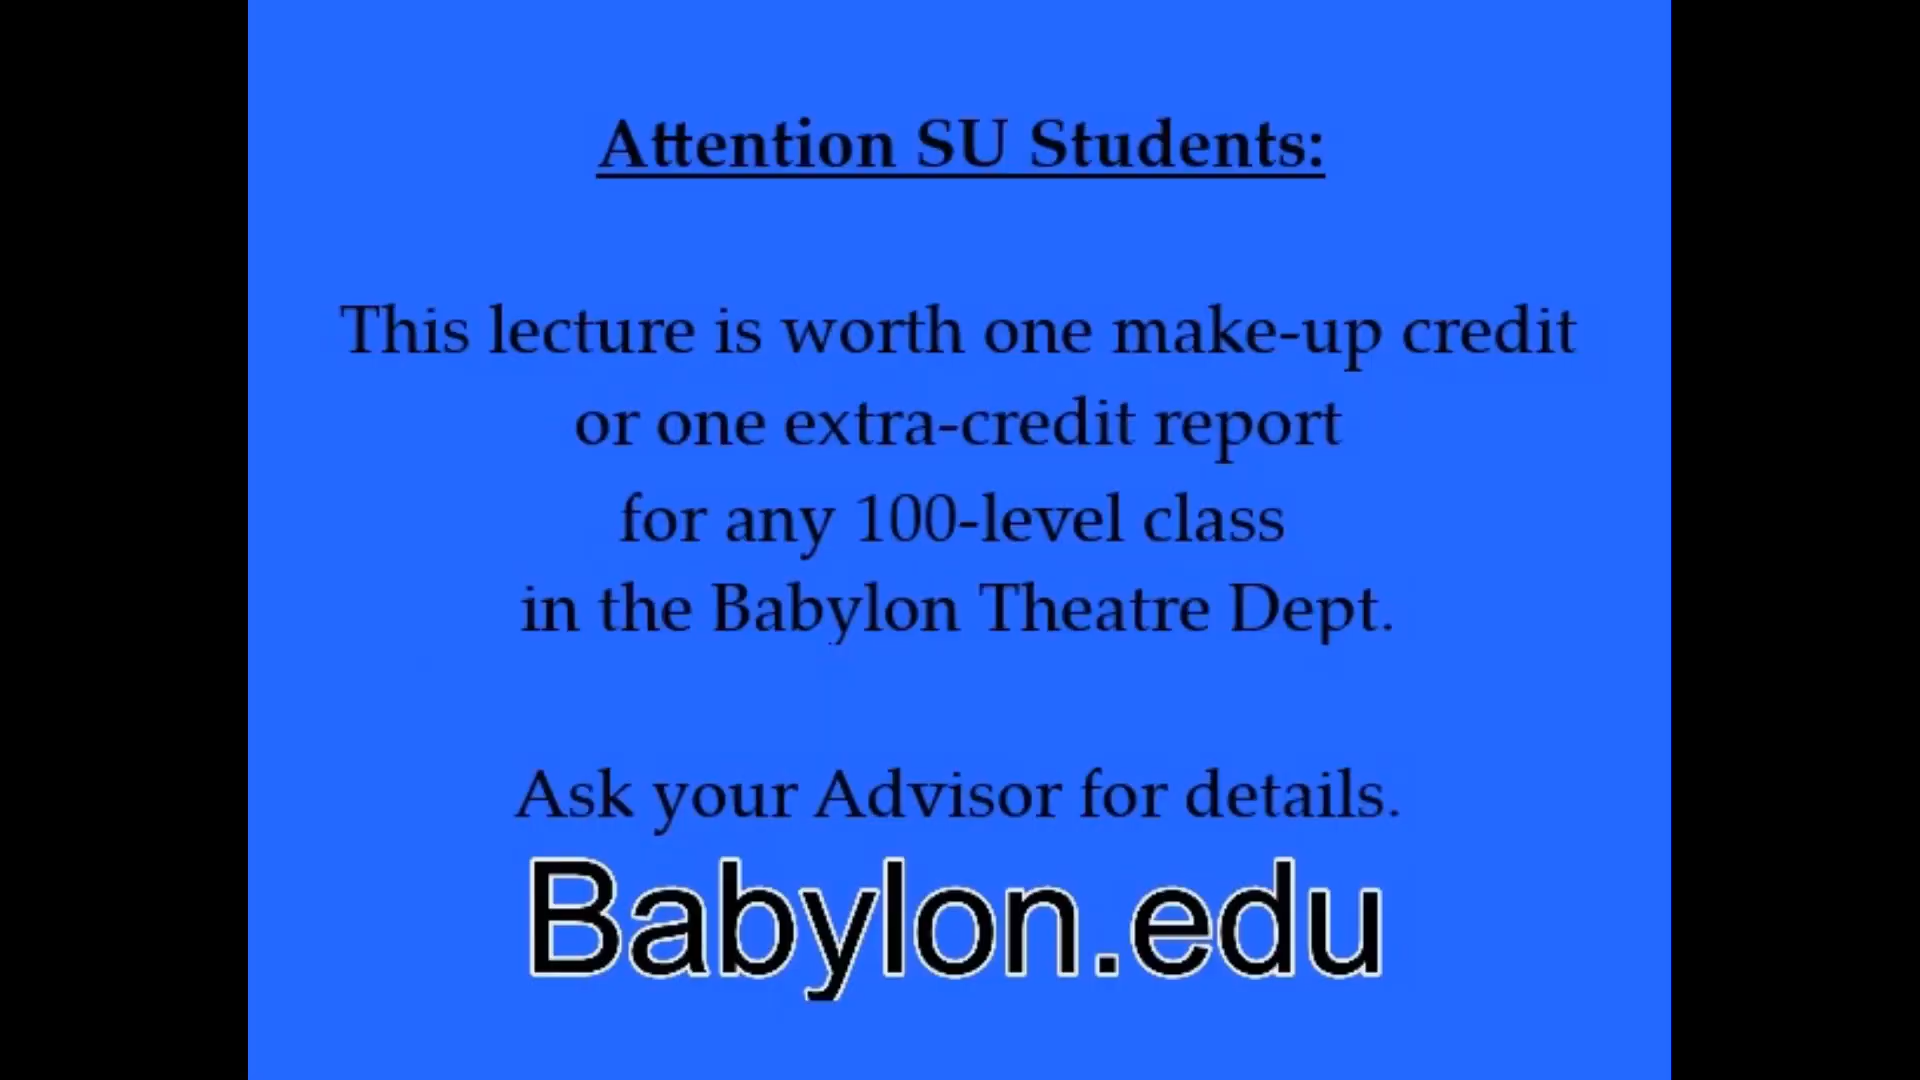 Attention SU Students:
This lecture is worth one make-up credit
or one extra-credit report
for any 100-level class
in the Babylon Theatre Dept.
Ask your Advisor for details.
Babylon.edu